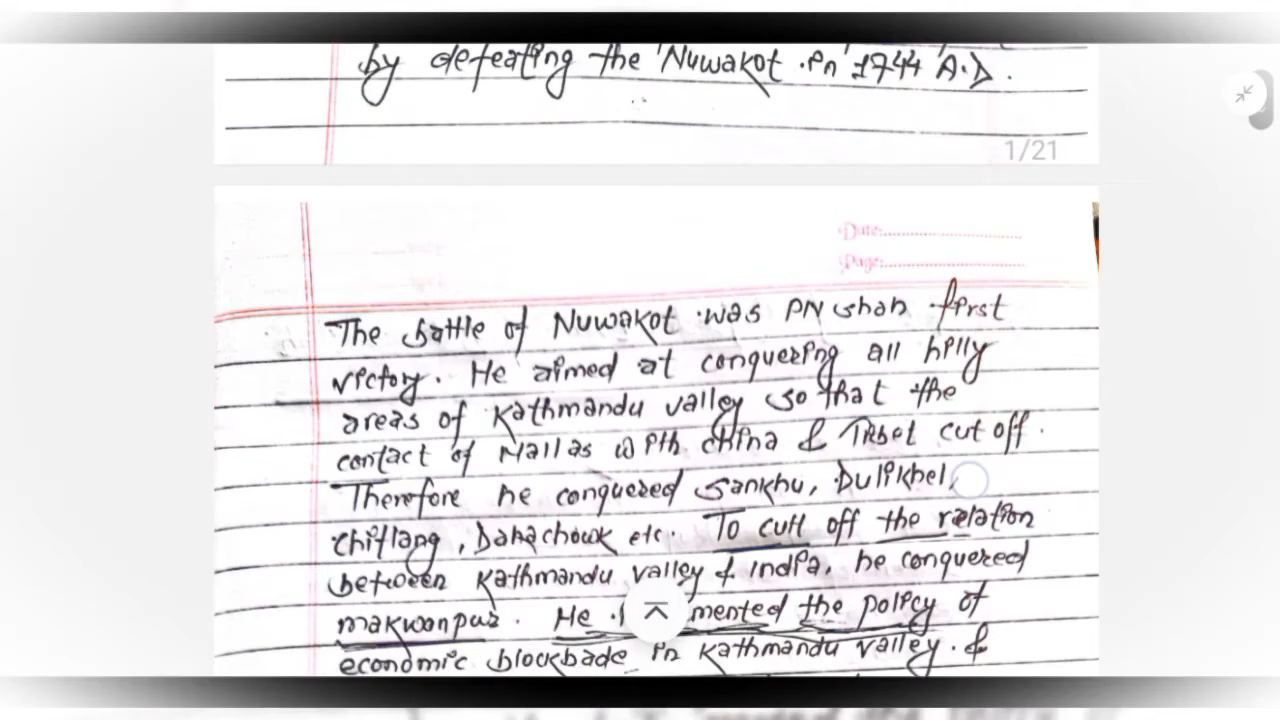 by defeating the 'Nuwakot in 1744 A.D.
1/21
Date:
Page:
The battle of Nuwakot was PN shah first
victory. He aimed at conquering all hilly
areas of Kathmandu valley so that the
contact of Mallas with china & Tibet cut off.
Therefore he conquered Sankhu, Dulikhel,
Chitlang, Dahachowk etc. To cutt off the relation
between Kathmandu valley & India, he conquered
makwanpur. He mented the policy of
economic blockbade in Kathmandu valley. &